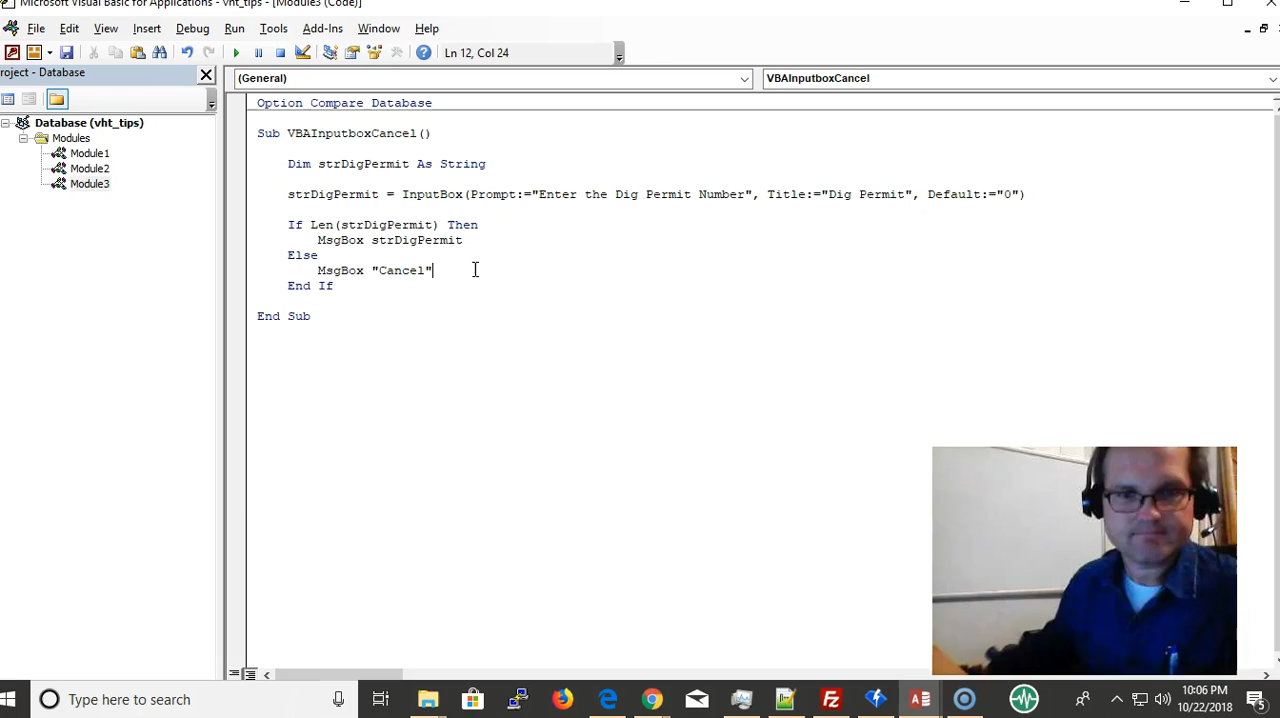 Microsoft Visual Basic for Applications - vht_tips - [Module3 (Code)]
File Edit View Insert Debug Run Tools Add-Ins Window Help
Ln 12, Col 24
roject - Database
(General)
VBAInputboxCancel
Database (vht_tips)
Modules
Module1
Module2
Module3
Option Compare Database
Sub VBAInputboxCancel()
Dim strDigPermit As String
strDigPermit = InputBox(Prompt:="Enter the Dig Permit Number", Title:="Dig Permit", Default:="0")
If Len(strDigPermit) Then
MsgBox strDigPermit
Else
MsgBox "Cancel"
End If
End Sub
Type here to search
10:06 PM
10/22/2018
5